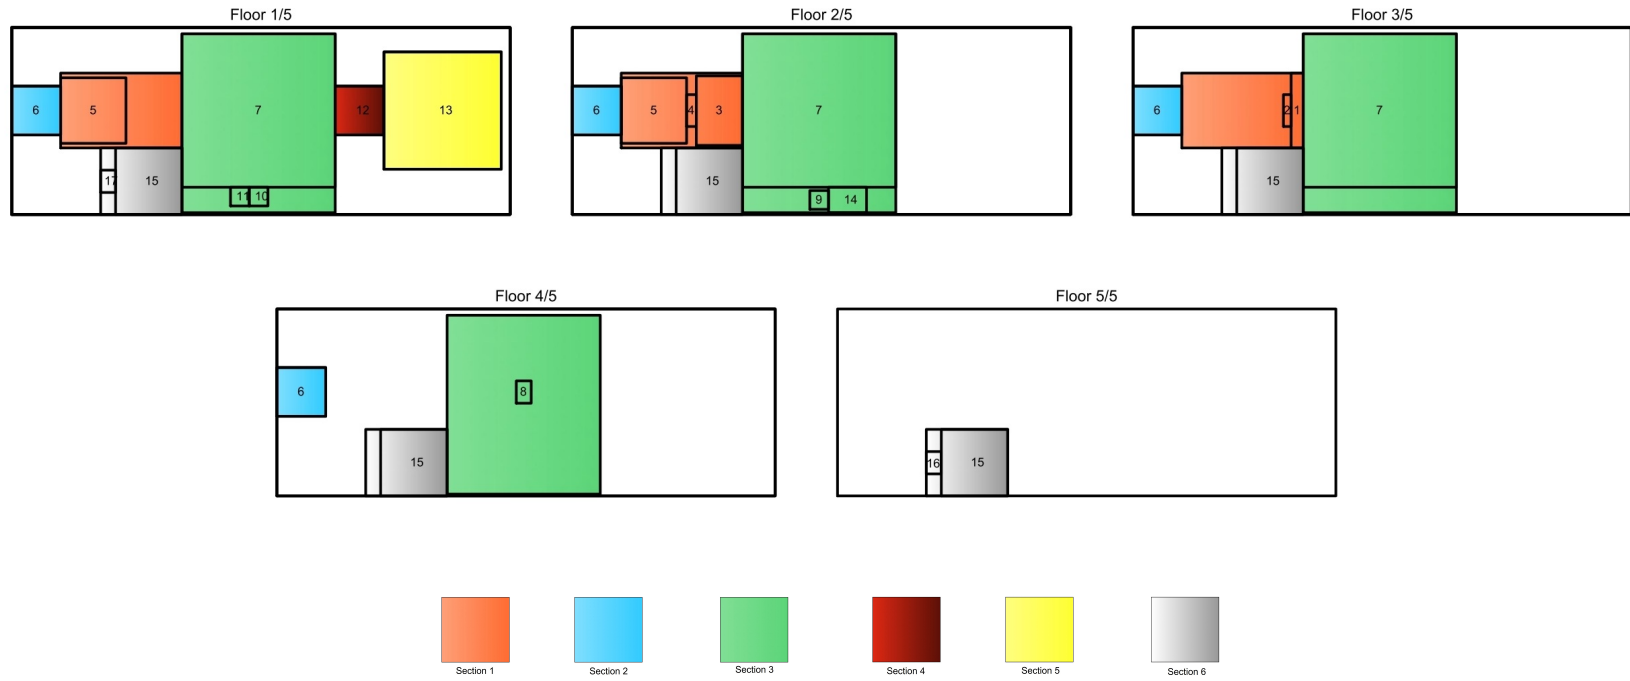 Floor 1/5 Floor 2/5 Floor 3/5
6 5 7 12 13
17 15
11 10
6 5 4 3 7
15
9 14
6 2 1 7
15
Floor 4/5 Floor 5/5
6 8
15
16 15
Section 1 Section 2 Section 3 Section 4 Section 5 Section 6